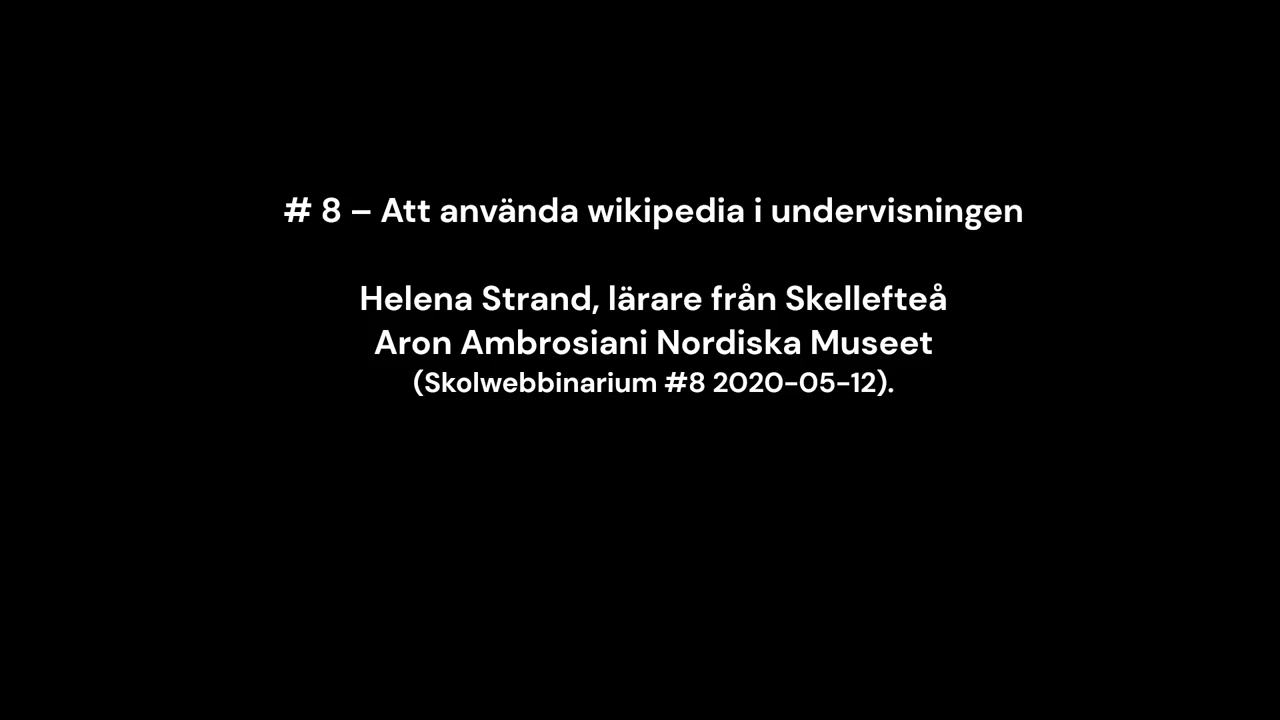 # 8 – Att använda wikipedia i undervisningen
Helena Strand, lärare från Skellefteå
Aron Ambrosiani Nordiska Museet
(Skolwebbinarium #8 2020-05-12).